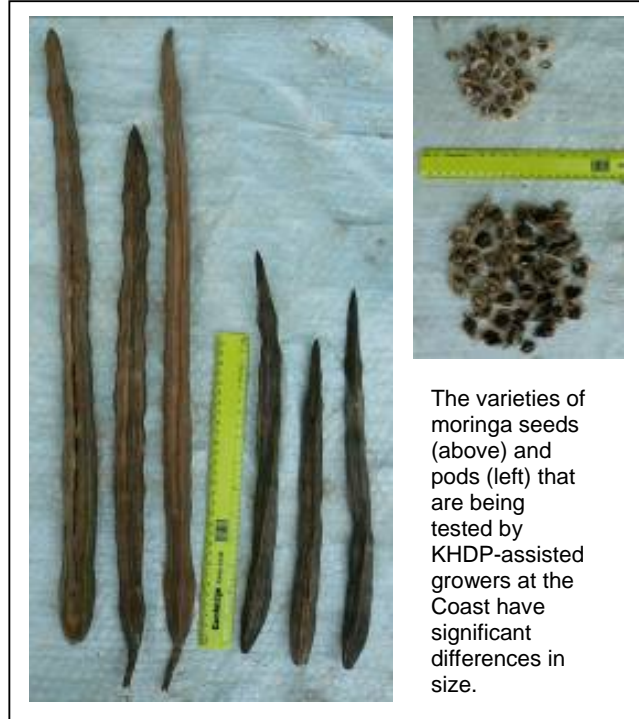 The varieties of
moringa seeds
(above) and
pods (left) that
are being
tested by
KHDP-assisted
growers at the
Coast have
significant
differences in
size.